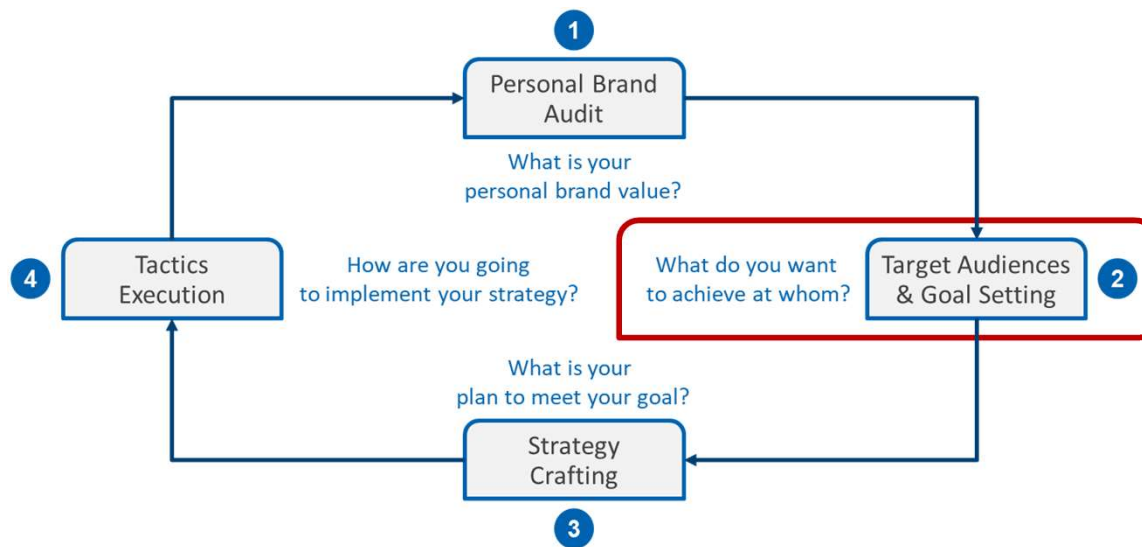 1
Personal Brand
Audit
What is your
personal brand value?
4
Tactics
Execution
How are you going
to implement your strategy?
What do you want
to achieve at whom?
Target Audiences
& Goal Setting
2
What is your
plan to meet your goal?
Strategy
Crafting
3